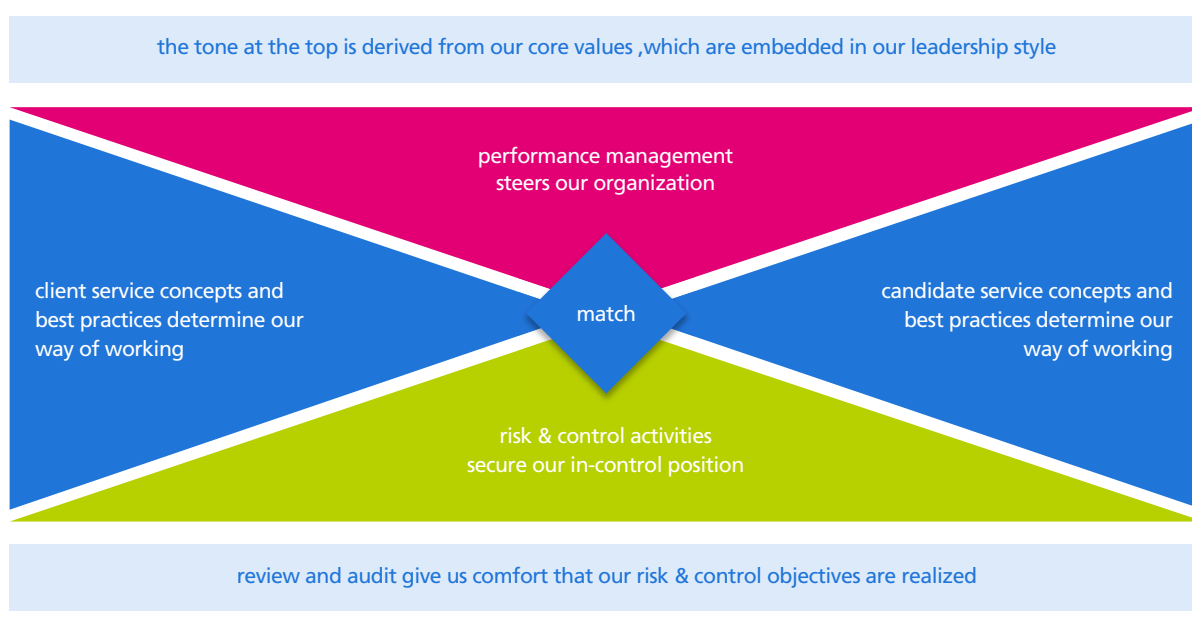 the tone at the top is derived from our core values ,which are embedded in our leadership style
performance management
steers our organization
client service concepts and
best practices determine our
way of working
match
candidate service concepts and
best practices determine our
way of working
risk & control activities
secure our in-control position
review and audit give us comfort that our risk & control objectives are realized